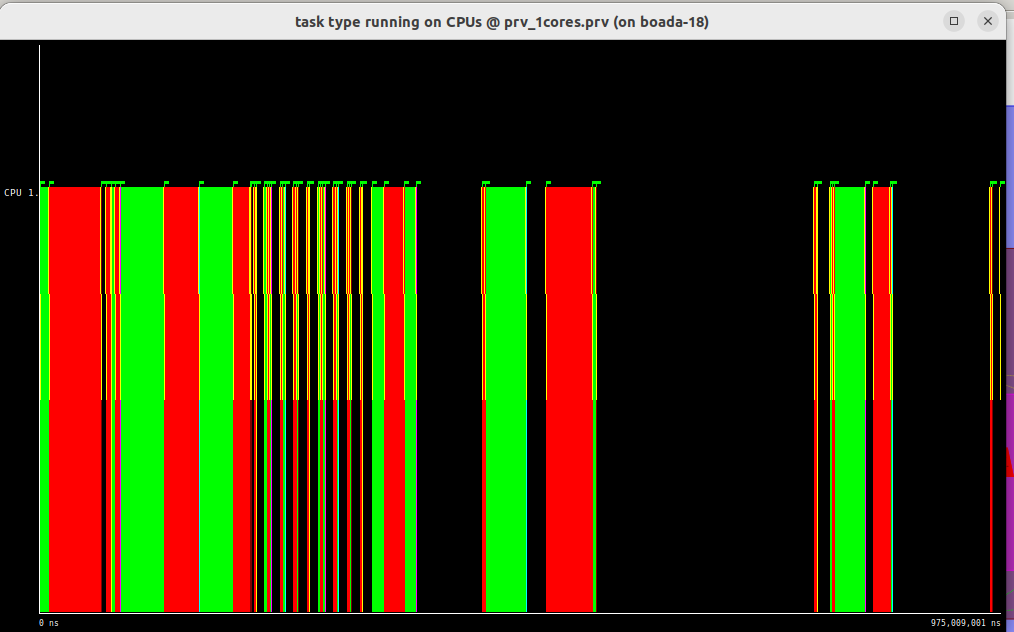 task type running on CPUs @ prv_1cores.prv (on boada-18)
CPU 1.
0 ns
975,009,001 ns